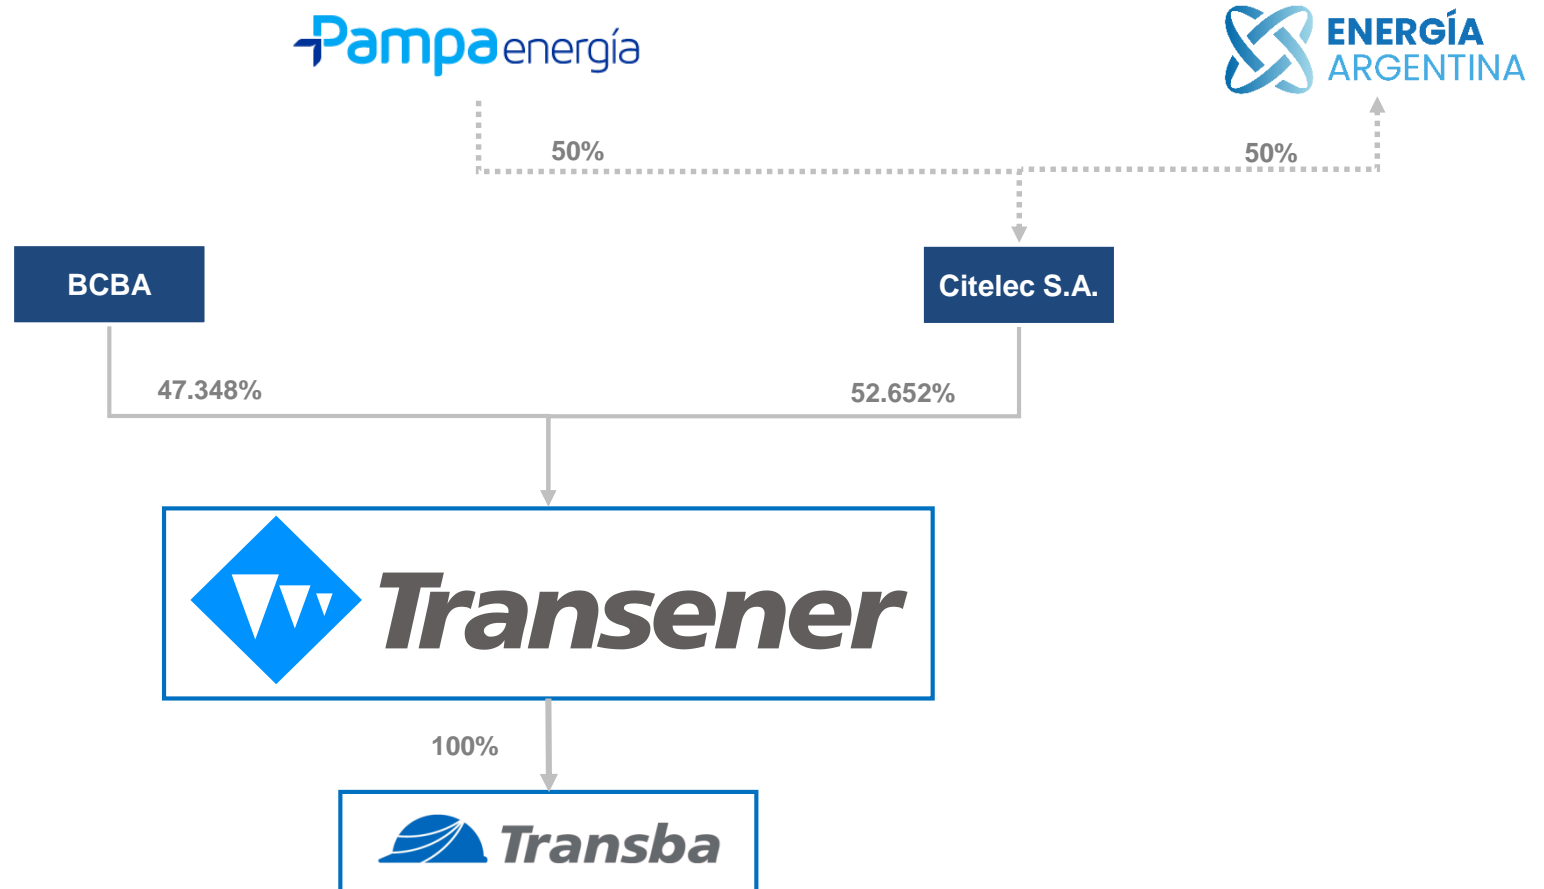 Pampa energía
ENERGÍA
ARGENTINA
50%
50%
BCBA
Citelec S.A.
47.348%
52.652%
Transener
100%
Transba